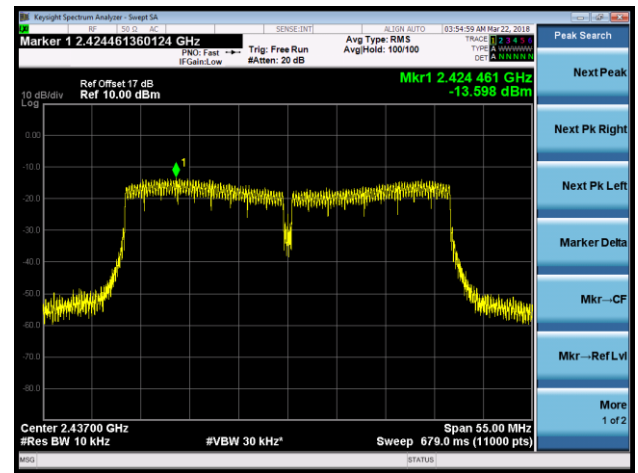 Keysight Spectrum Analyzer - Swept SA
RF 50 Ω AC SENSE:INT ALIGN AUTO 03:54:59 AM Mar 22, 2018
Marker 1 2.424461360124 GHz
PNO: Fast
IFGain:Low
Trig: Free Run
#Atten: 20 dB
Avg Type: RMS
Avg|Hold: 100/100
TRACE 1 2 3 4 5 6
TYPE A WWWWW
DET A N N N N N
Peak Search
Next Peak
Next Pk Right
Next Pk Left
Marker Delta
Mkr→CF
Mkr→Ref Lvl
More
1 of 2
Ref Offset 17 dB
10 dB/div Ref 10.00 dBm
Log
Mkr1 2.424 461 GHz
-13.598 dBm
0.00
-10.0
-20.0
-30.0
-40.0
-50.0
-60.0
-70.0
-80.0
1
Center 2.43700 GHz Span 55.00 MHz
#Res BW 10 kHz #VBW 30 kHz* Sweep 679.0 ms (11000 pts)
MSG STATUS